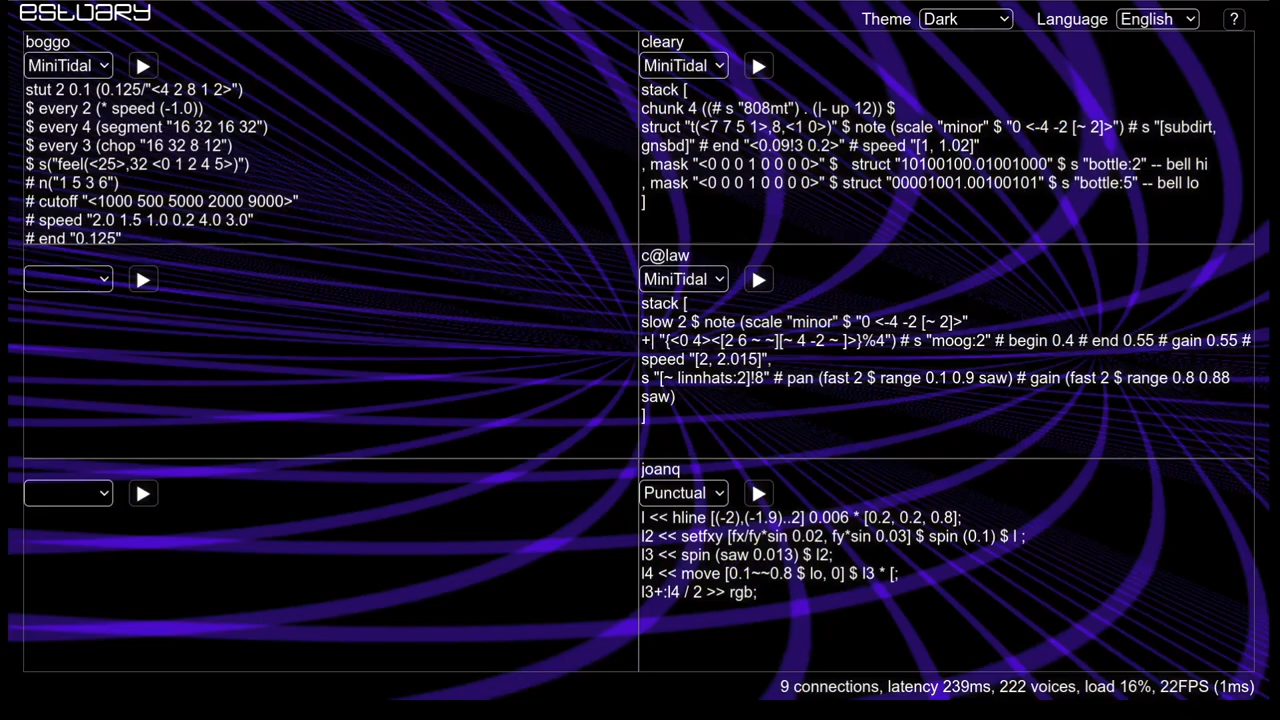 estuary
Theme Dark Language English ?
boggo
MiniTidal
stut 2 0.1 (0.125/"<4 2 8 1 2>")
$ every 2 (* speed (-1.0))
$ every 4 (segment "16 32 16 32")
$ every 3 (chop "16 32 8 12")
$ s("feel(<25>,32 <0 1 2 4 5>)")
# n("1 5 3 6")
# cutoff "<1000 500 5000 2000 9000>"
# speed "2.0 1.5 1.0 0.2 4.0 3.0"
# end "0.125"
cleary
MiniTidal
stack [
chunk 4 ((# s "808mt") . (|- up 12)) $
struct "t(<7 7 5 1>,8,<1 0>)" $ note (scale "minor" $ "0 <-4 -2 [~ 2]>") # s "[subdirt,
gnsbd]" # end "<0.09!3 0.2>" # speed "[1, 1.02]"
, mask "<0 0 0 1 0 0 0 0>" $ struct "10100100.01001000" $ s "bottle:2" -- bell hi
, mask "<0 0 0 1 0 0 0 0>" $ struct "00001001.00100101" $ s "bottle:5" -- bell lo
]
c@law
MiniTidal
stack [
slow 2 $ note (scale "minor" $ "0 <-4 -2 [~ 2]>"
+| "{<0 4><[2 6 ~ ~][~ 4 -2 ~ ]>}%4") # s "moog:2" # begin 0.4 # end 0.55 # gain 0.55 #
speed "[2, 2.015]",
s "[~ linnhats:2]!8" # pan (fast 2 $ range 0.1 0.9 saw) # gain (fast 2 $ range 0.8 0.88
saw)
]
joanq
Punctual
l << hline [(-2),(-1.9)..2] 0.006 * [0.2, 0.2, 0.8];
l2 << setfxy [fx/fy*sin 0.02, fy*sin 0.03] $ spin (0.1) $ l ;
l3 << spin (saw 0.013) $ l2;
l4 << move [0.1~~0.8 $ lo, 0] $ l3 * [;
l3+:l4 / 2 >> rgb;
9 connections, latency 239ms, 222 voices, load 16%, 22FPS (1ms)